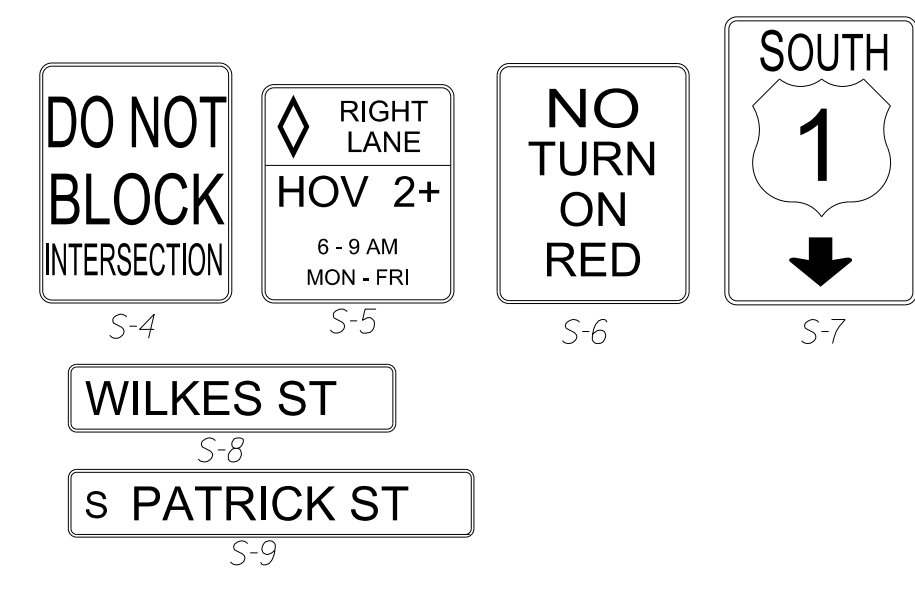 DO NOT
BLOCK
INTERSECTION
S-4
RIGHT
LANE
HOV 2+
6 - 9 AM
MON - FRI
S-5
NO
TURN
ON
RED
S-6
SOUTH
1
S-7
WILKES ST
S-8
S PATRICK ST
S-9